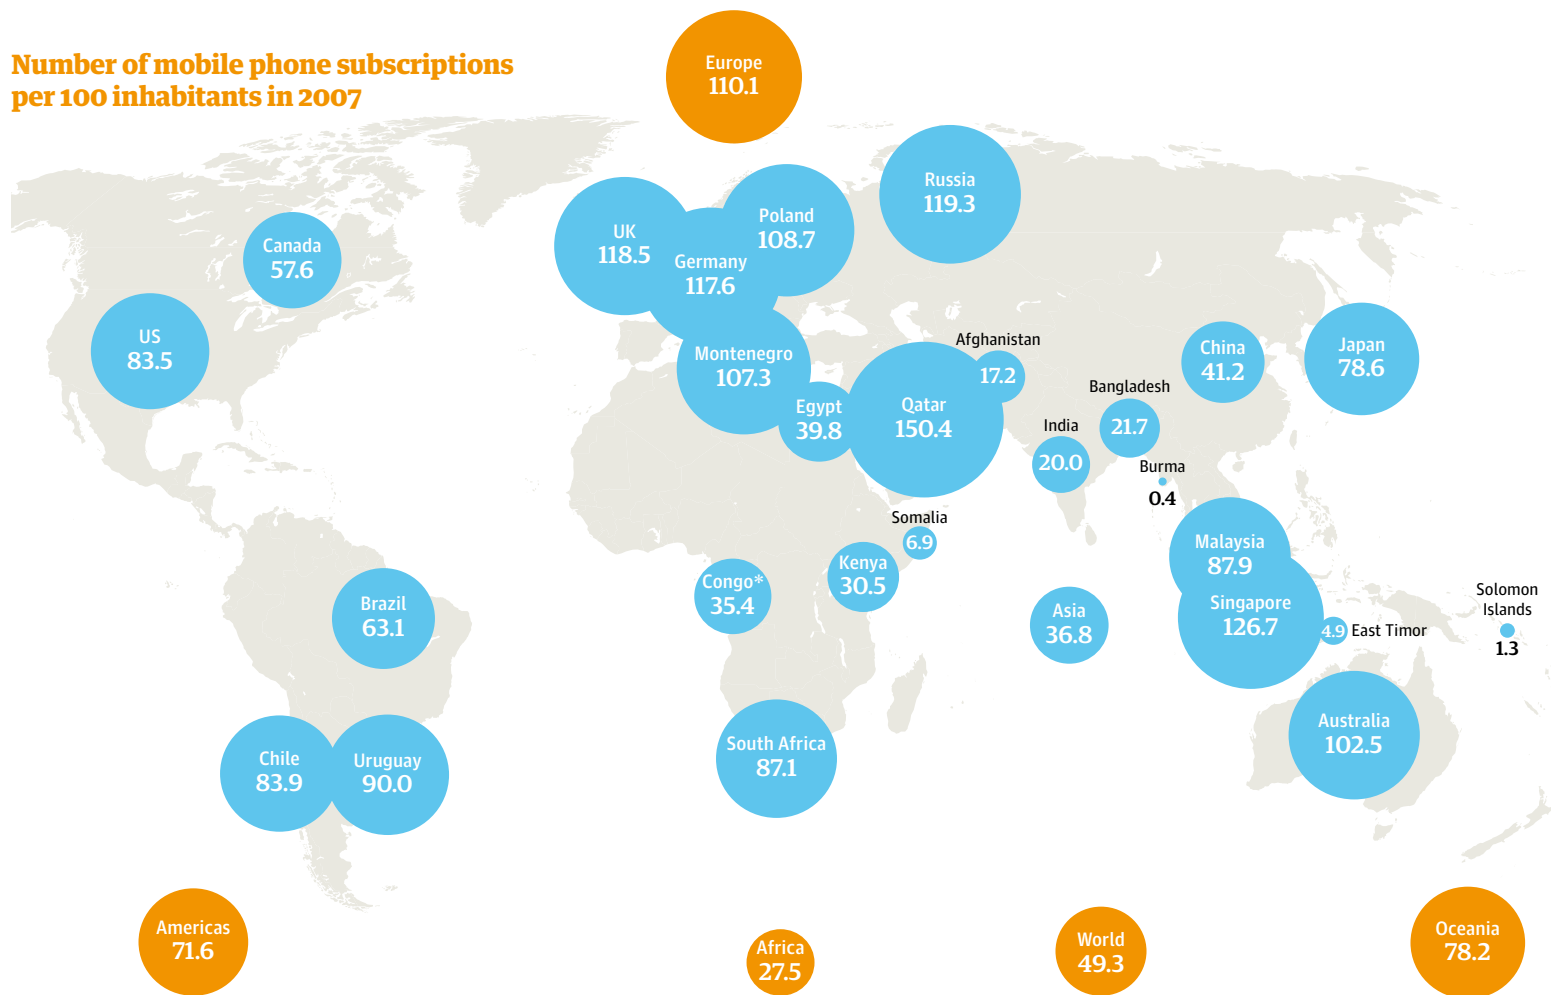 Number of mobile phone subscriptions
per 100 inhabitants in 2007
Europe
110.1
Russia
119.3
Poland
108.7
UK
118.5
Germany
117.6
Canada
57.6
US
83.5
Montenegro
107.3
Afghanistan
17.2
China
41.2
Japan
78.6
Egypt
39.8
Qatar
150.4
Bangladesh
21.7
India
20.0
Burma
0.4
Somalia
6.9
Malaysia
87.9
Kenya
30.5
Congo*
35.4
Brazil
63.1
Asia
36.8
Singapore
126.7
4.9 East Timor
Solomon
Islands
1.3
Australia
102.5
South Africa
87.1
Chile
83.9
Uruguay
90.0
Americas
71.6
Africa
27.5
World
49.3
Oceania
78.2